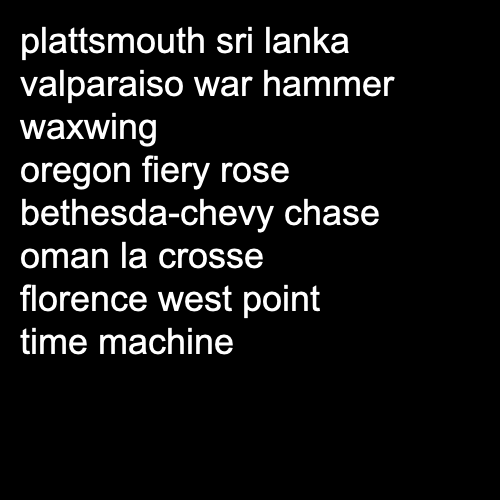 plattsmouth sri lanka
valparaiso war hammer
waxwing
oregon fiery rose
bethesda-chevy chase
oman la crosse
florence west point
time machine